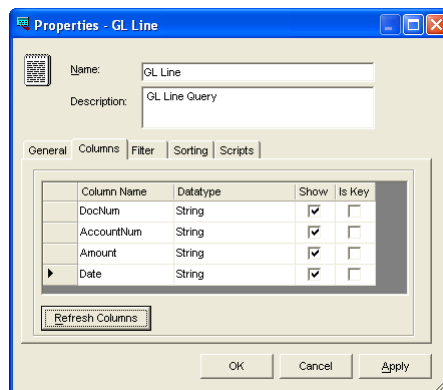 Properties - GL Line
Name: GL Line
Description: GL Line Query
General Columns Filter Sorting Scripts
Column Name Datatype Show Is Key
DocNum String
AccountNum String
Amount String
Date String
Refresh Columns
OK Cancel Apply